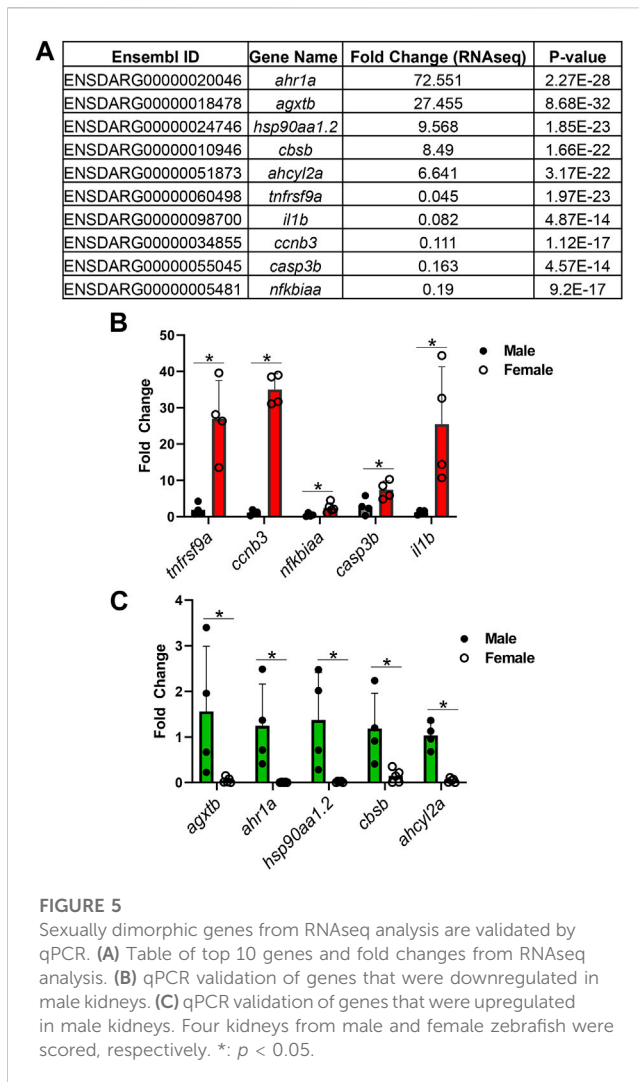 A
Ensembl ID Gene Name Fold Change (RNAseq) P-value
ENSDARG00000020046 ahr1a 72.551 2.27E-28
ENSDARG00000018478 agxtb 27.455 8.68E-32
ENSDARG00000024746 hsp90aa1.2 9.568 1.85E-23
ENSDARG00000010946 cbsb 8.49 1.66E-22
ENSDARG00000051873 ahcyl2a 6.641 3.17E-22
ENSDARG00000060498 tnfrsf9a 0.045 1.97E-23
ENSDARG00000098700 il1b 0.082 4.87E-14
ENSDARG00000034855 ccnb3 0.111 1.12E-17
ENSDARG00000055045 casp3b 0.163 4.57E-14
ENSDARG00000005481 nfkbiaa 0.19 9.2E-17
B
Fold Change
50
40
30
20
10
0
* * * * *
Male
Female
tnfrsf9a ccnb3 nfkbiaa casp3b il1b
C
Fold Change
4
3
2
1
0
* * * * *
Male
Female
agxtb ahr1a hsp90aa1.2 cbsb ahcyl2a
FIGURE 5
Sexually dimorphic genes from RNAseq analysis are validated by
qPCR. (A) Table of top 10 genes and fold changes from RNAseq
analysis. (B) qPCR validation of genes that were downregulated in
male kidneys. (C) qPCR validation of genes that were upregulated
in male kidneys. Four kidneys from male and female zebrafish were
scored, respectively. *: p < 0.05.